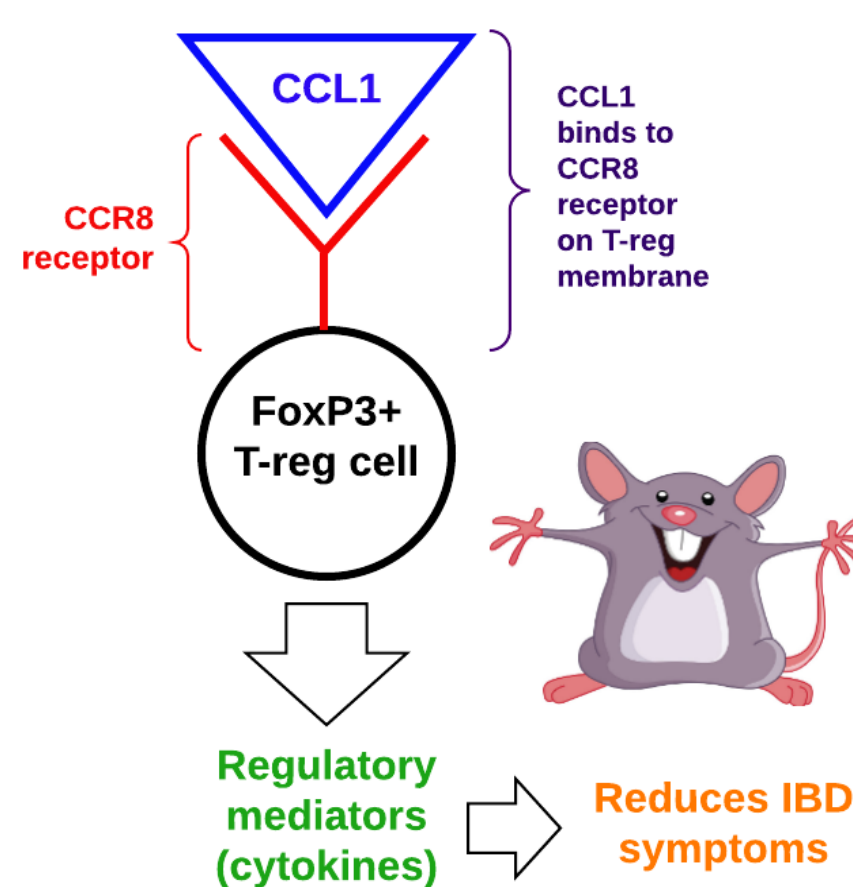 CCL1
CCL1
binds to
CCR8
receptor
on T-reg
membrane
CCR8
receptor
FoxP3+
T-reg cell
Regulatory
mediators
(cytokines)
Reduces IBD
symptoms